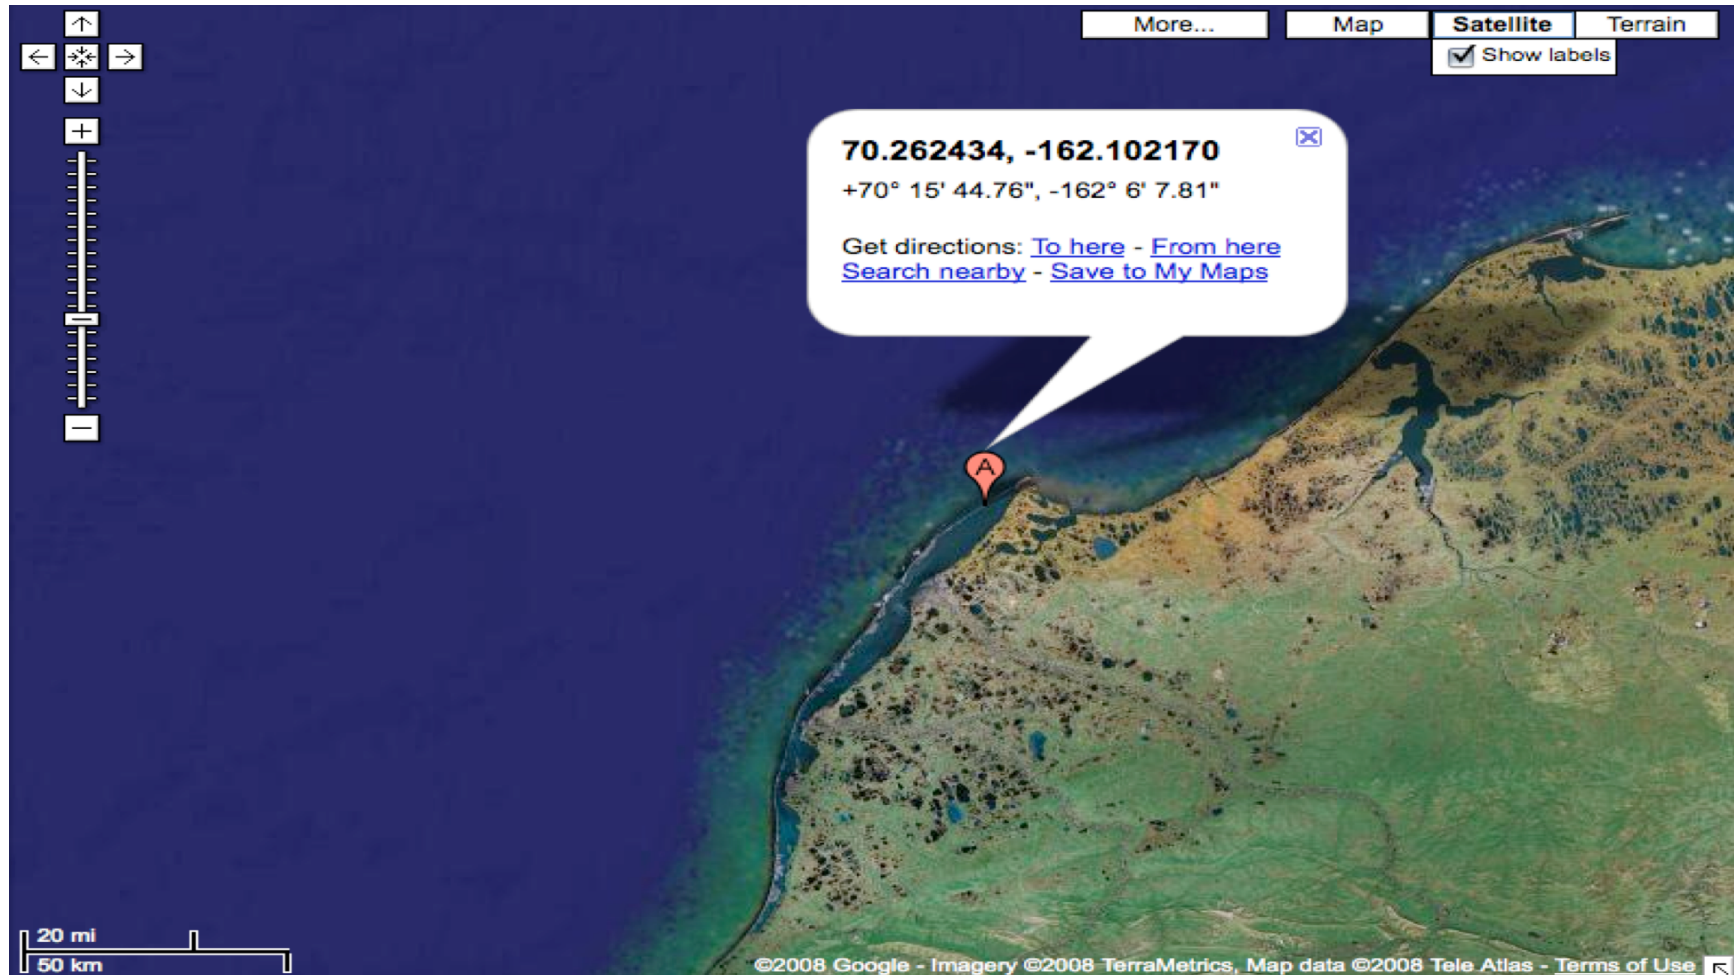 More...
Map
Satellite
Terrain
Show labels
70.262434, -162.102170
+70° 15' 44.76", -162° 6' 7.81"
Get directions: To here - From here
Search nearby - Save to My Maps
A
20 mi
50 km
©2008 Google - Imagery ©2008 TerraMetrics, Map data ©2008 Tele Atlas - Terms of Use